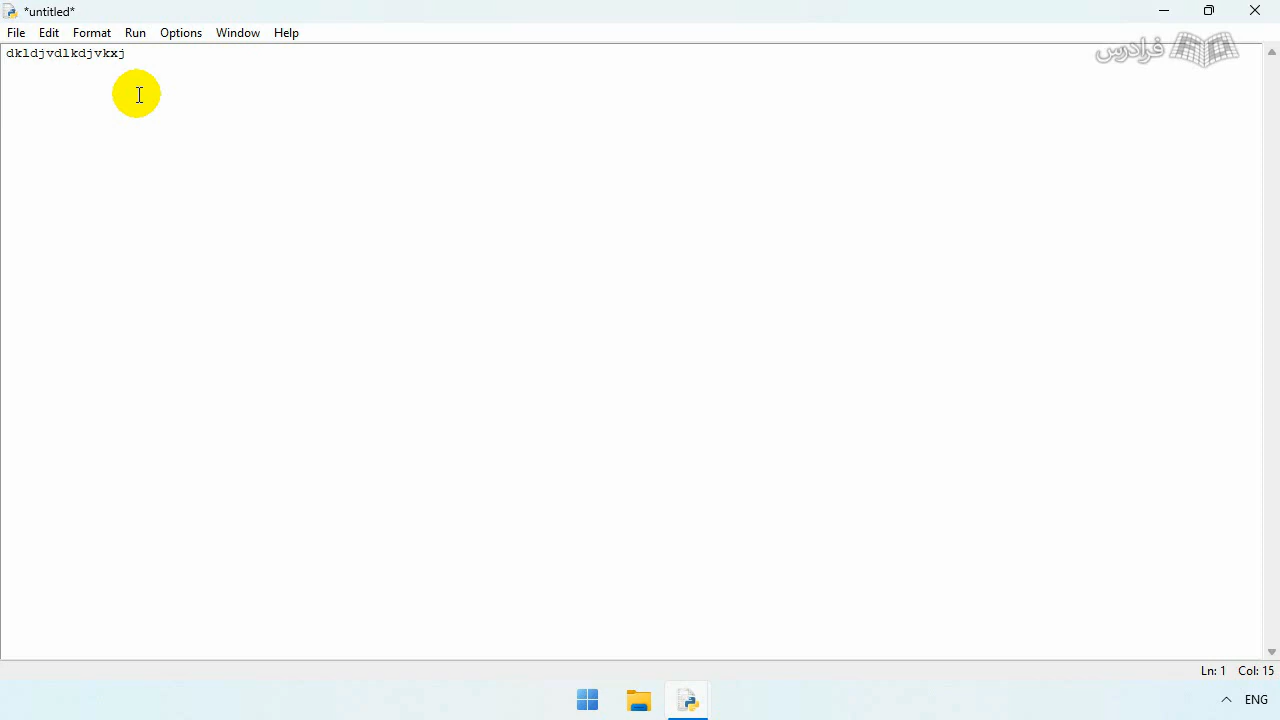 *untitled*
File Edit Format Run Options Window Help
dkldjvdlkdjvkxj
فرادرس
Ln: 1 Col: 15
ENG